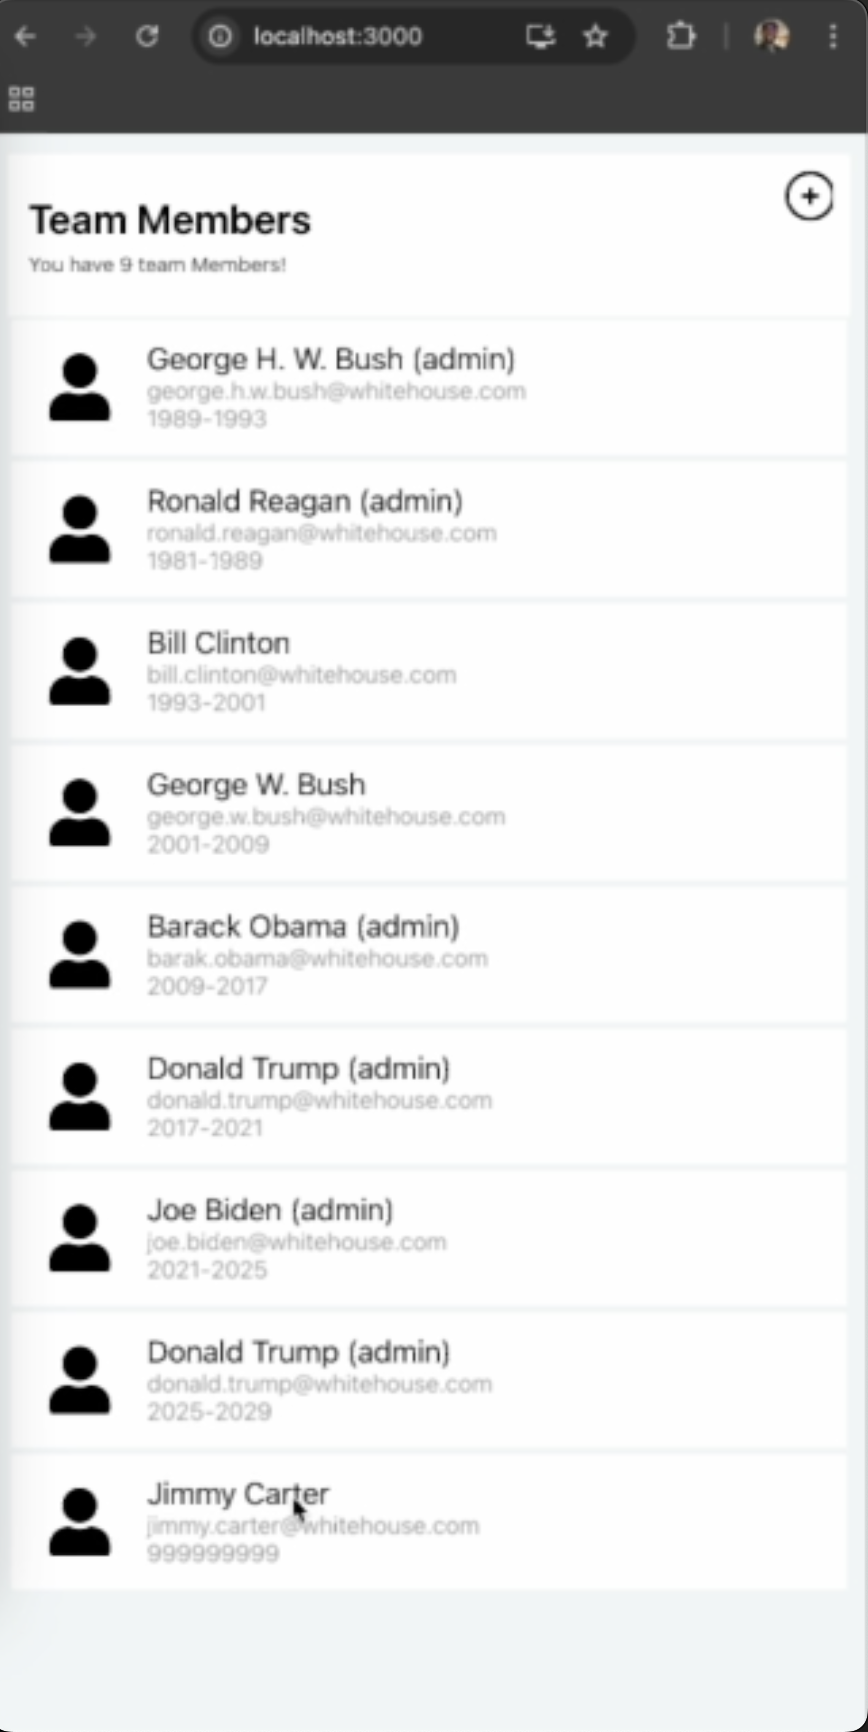 localhost:3000
Team Members
You have 9 team Members!
George H. W. Bush (admin)
george.h.w.bush@whitehouse.com
1989-1993
Ronald Reagan (admin)
ronald.reagan@whitehouse.com
1981-1989
Bill Clinton
bill.clinton@whitehouse.com
1993-2001
George W. Bush
george.w.bush@whitehouse.com
2001-2009
Barack Obama (admin)
barak.obama@whitehouse.com
2009-2017
Donald Trump (admin)
donald.trump@whitehouse.com
2017-2021
Joe Biden (admin)
joe.biden@whitehouse.com
2021-2025
Donald Trump (admin)
donald.trump@whitehouse.com
2025-2029
Jimmy Carter
jimmy.carter@whitehouse.com
999999999